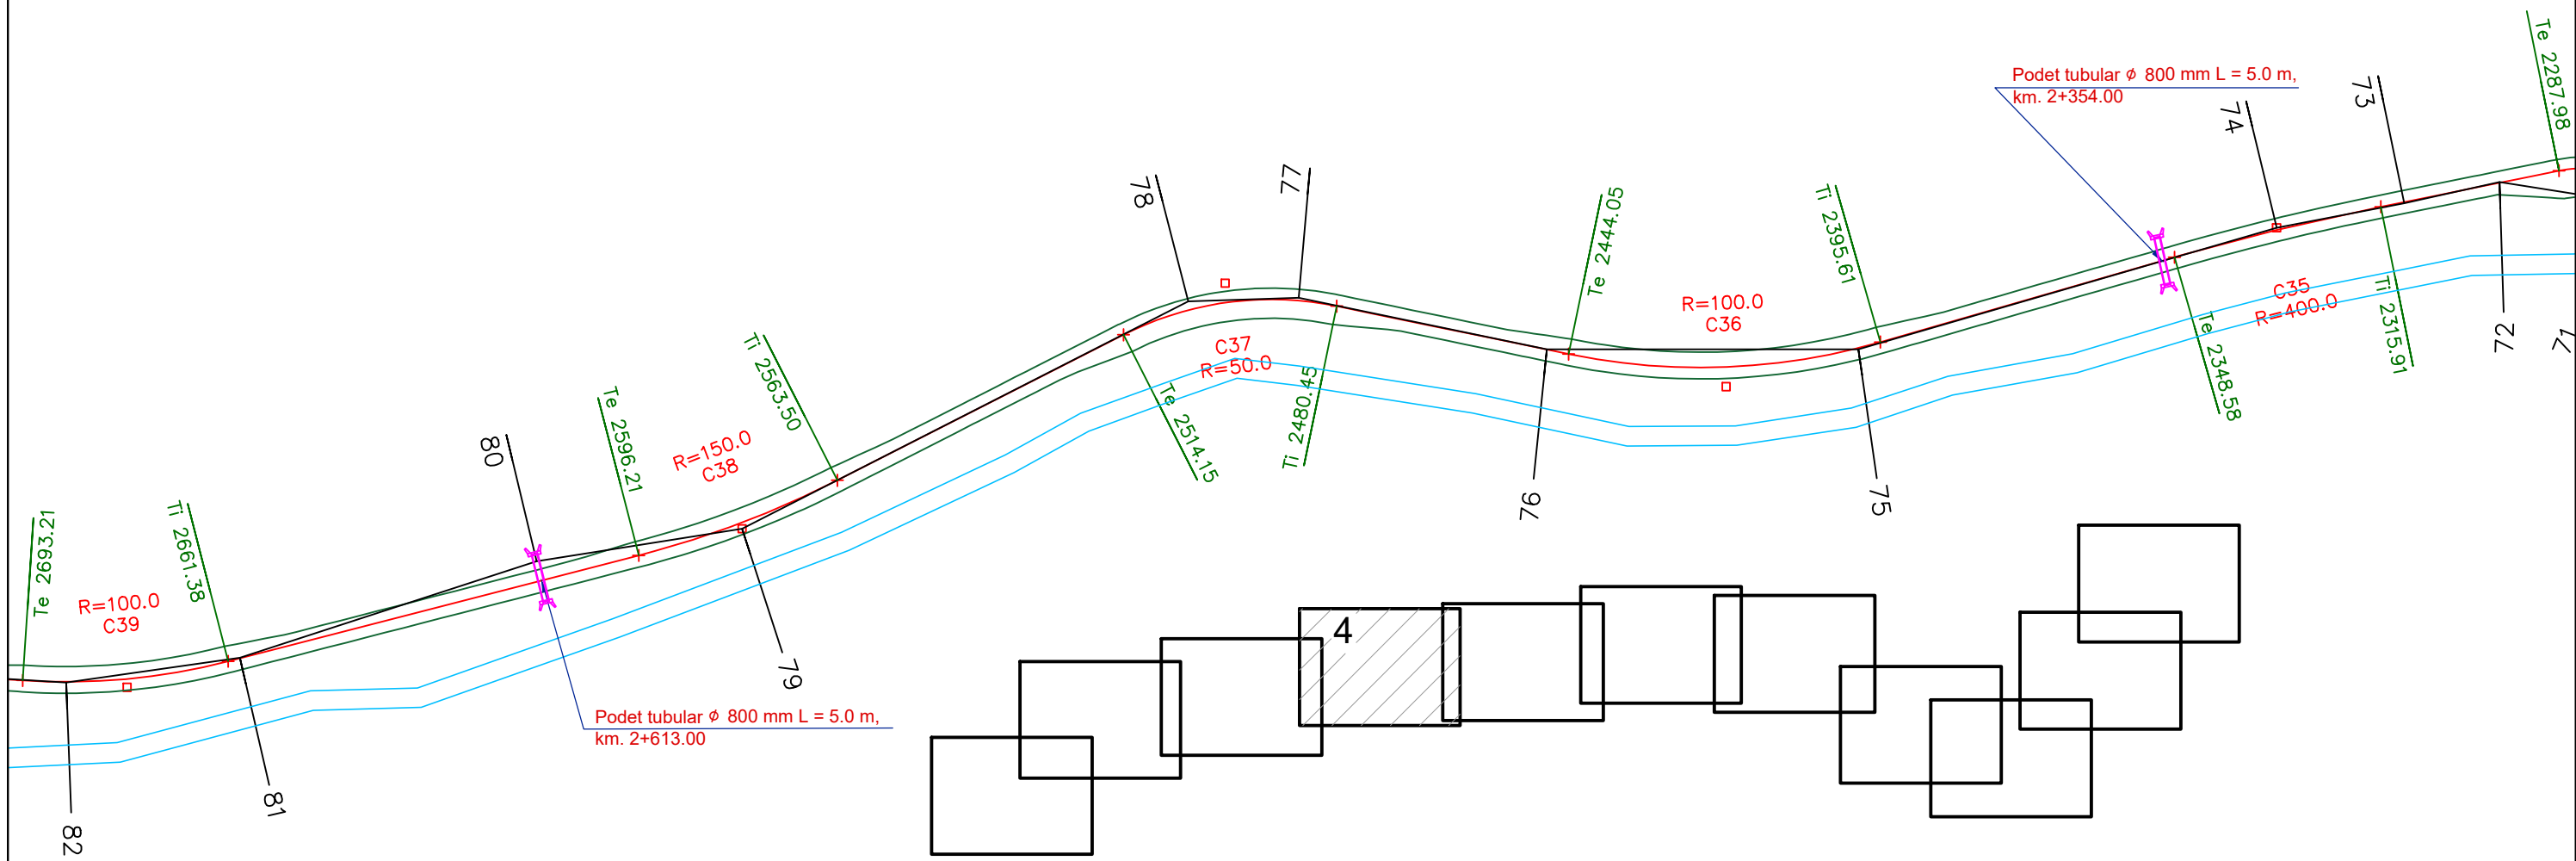 Te 2287.98
Podet tubular ⌀ 800 mm L = 5.0 m,
km. 2+354.00
73
74
77
78
Te 2444.05
Ti 2395.61
C35
R=400.0
Ti 2315.91
Te 2348.58
72
71
R=100.0
C36
C37
R=50.0
Te 2514.15
Ti 2480.45
76
75
Ti 2563.50
Te 2596.21
R=150.0
C38
80
79
Te 2693.21
Ti 2661.38
R=100.0
C39
4
Podet tubular ⌀ 800 mm L = 5.0 m,
km. 2+613.00
81
82